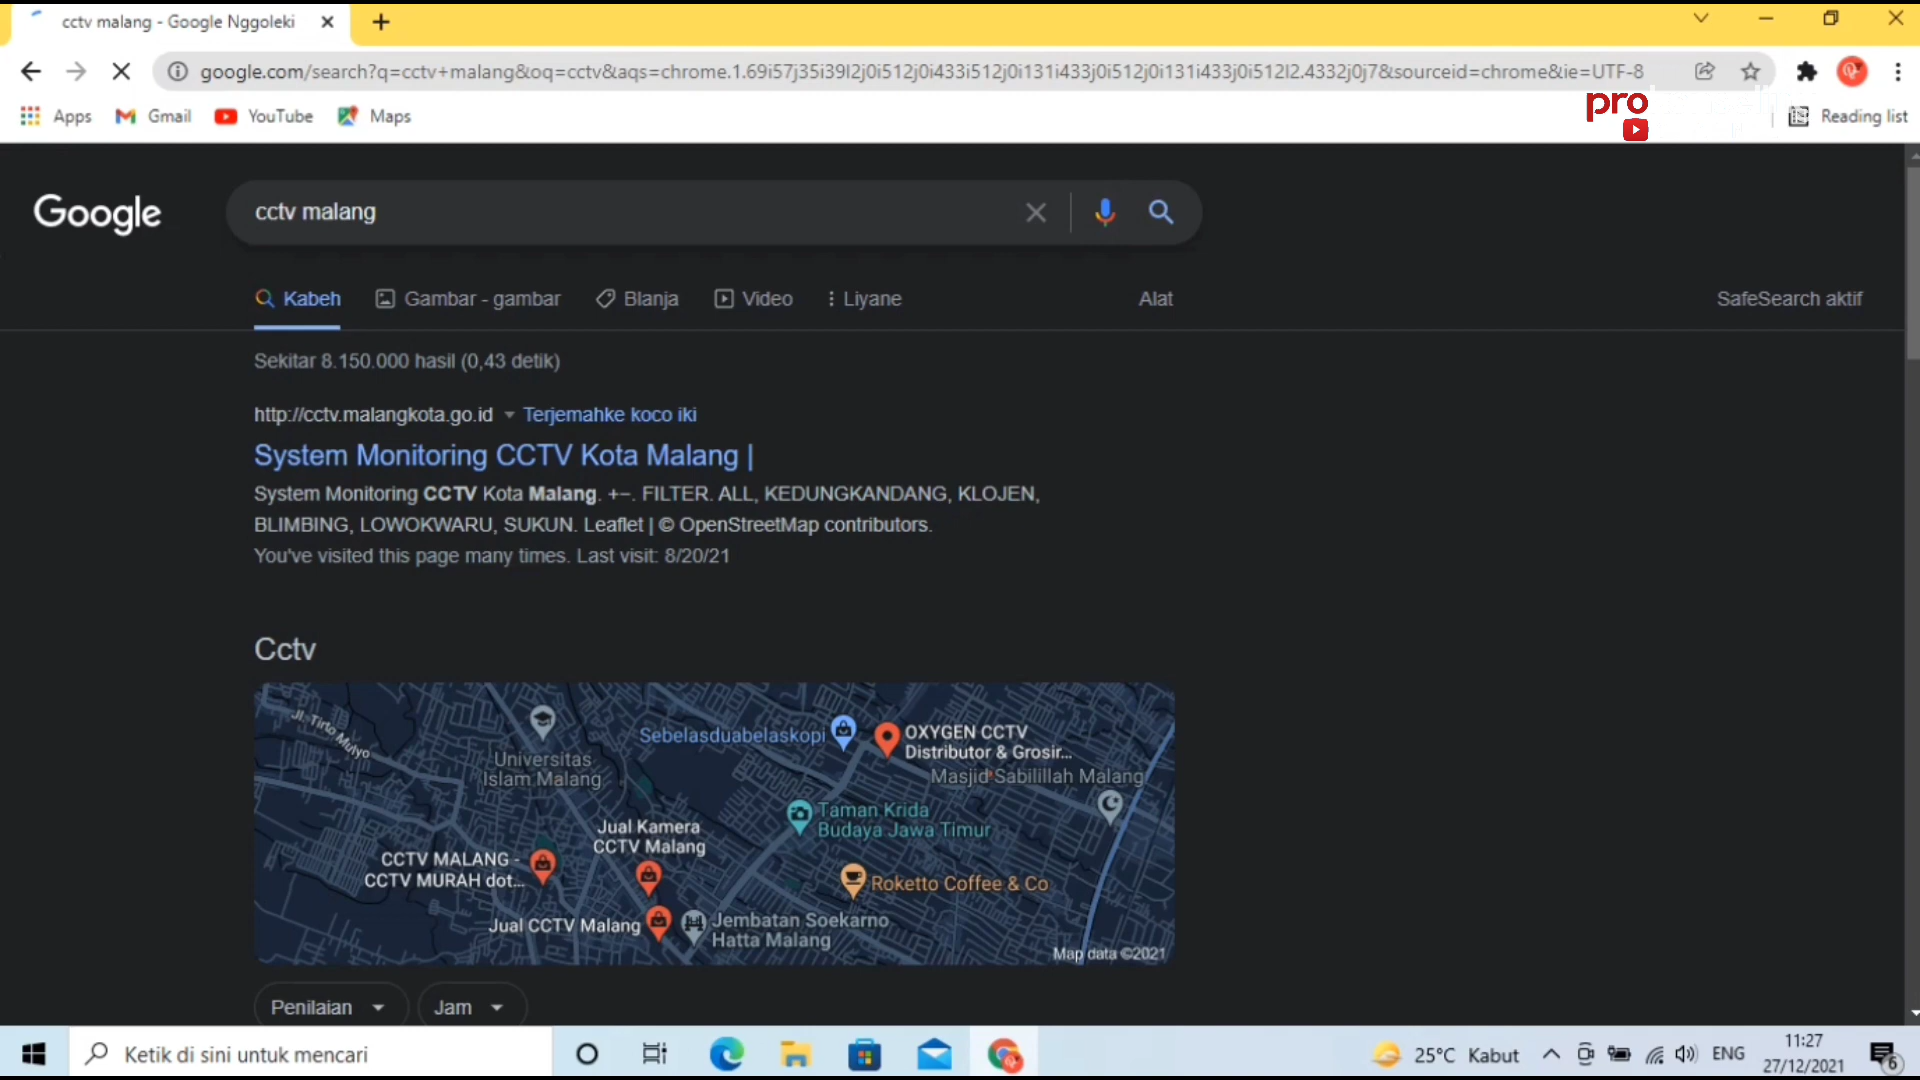 cctv malang - Google Nggoleki
google.com/search?q=cctv+malang&oq=cctv&aqs=chrome.1.69i57j35i39l2j0i512j0i433i512j0i131i433j0i512j0i131i433j0i512l2.4332j0j7&sourceid=chrome&ie=UTF-8
Apps
Gmail
YouTube
Maps
pro
Reading list
Google
cctv malang
Kabeh
Gambar - gambar
Blanja
Video
Liyane
Alat
SafeSearch aktif
Sekitar 8.150.000 hasil (0,43 detik)
http://cctv.malangkota.go.id
Terjemahke koco iki
System Monitoring CCTV Kota Malang |
System Monitoring CCTV Kota Malang. +−. FILTER. ALL, KEDUNGKANDANG, KLOJEN,
BLIMBING, LOWOKWARU, SUKUN. Leaflet | © OpenStreetMap contributors.
You've visited this page many times. Last visit: 8/20/21
Cctv
Jl. Tirto Mulyo
Universitas
Islam Malang
Sebelasduabelaskopi
OXYGEN CCTV
Distributor & Grosir...
Masjid Sabilillah Malang
Taman Krida
Budaya Jawa Timur
Jual Kamera
CCTV Malang
CCTV MALANG -
CCTV MURAH dot...
Roketto Coffee & Co
Jual CCTV Malang
Jembatan Soekarno
Hatta Malang
Map data ©2021
Penilaian
Jam
Ketik di sini untuk mencari
25°C Kabut
ENG
11:27
27/12/2021
6